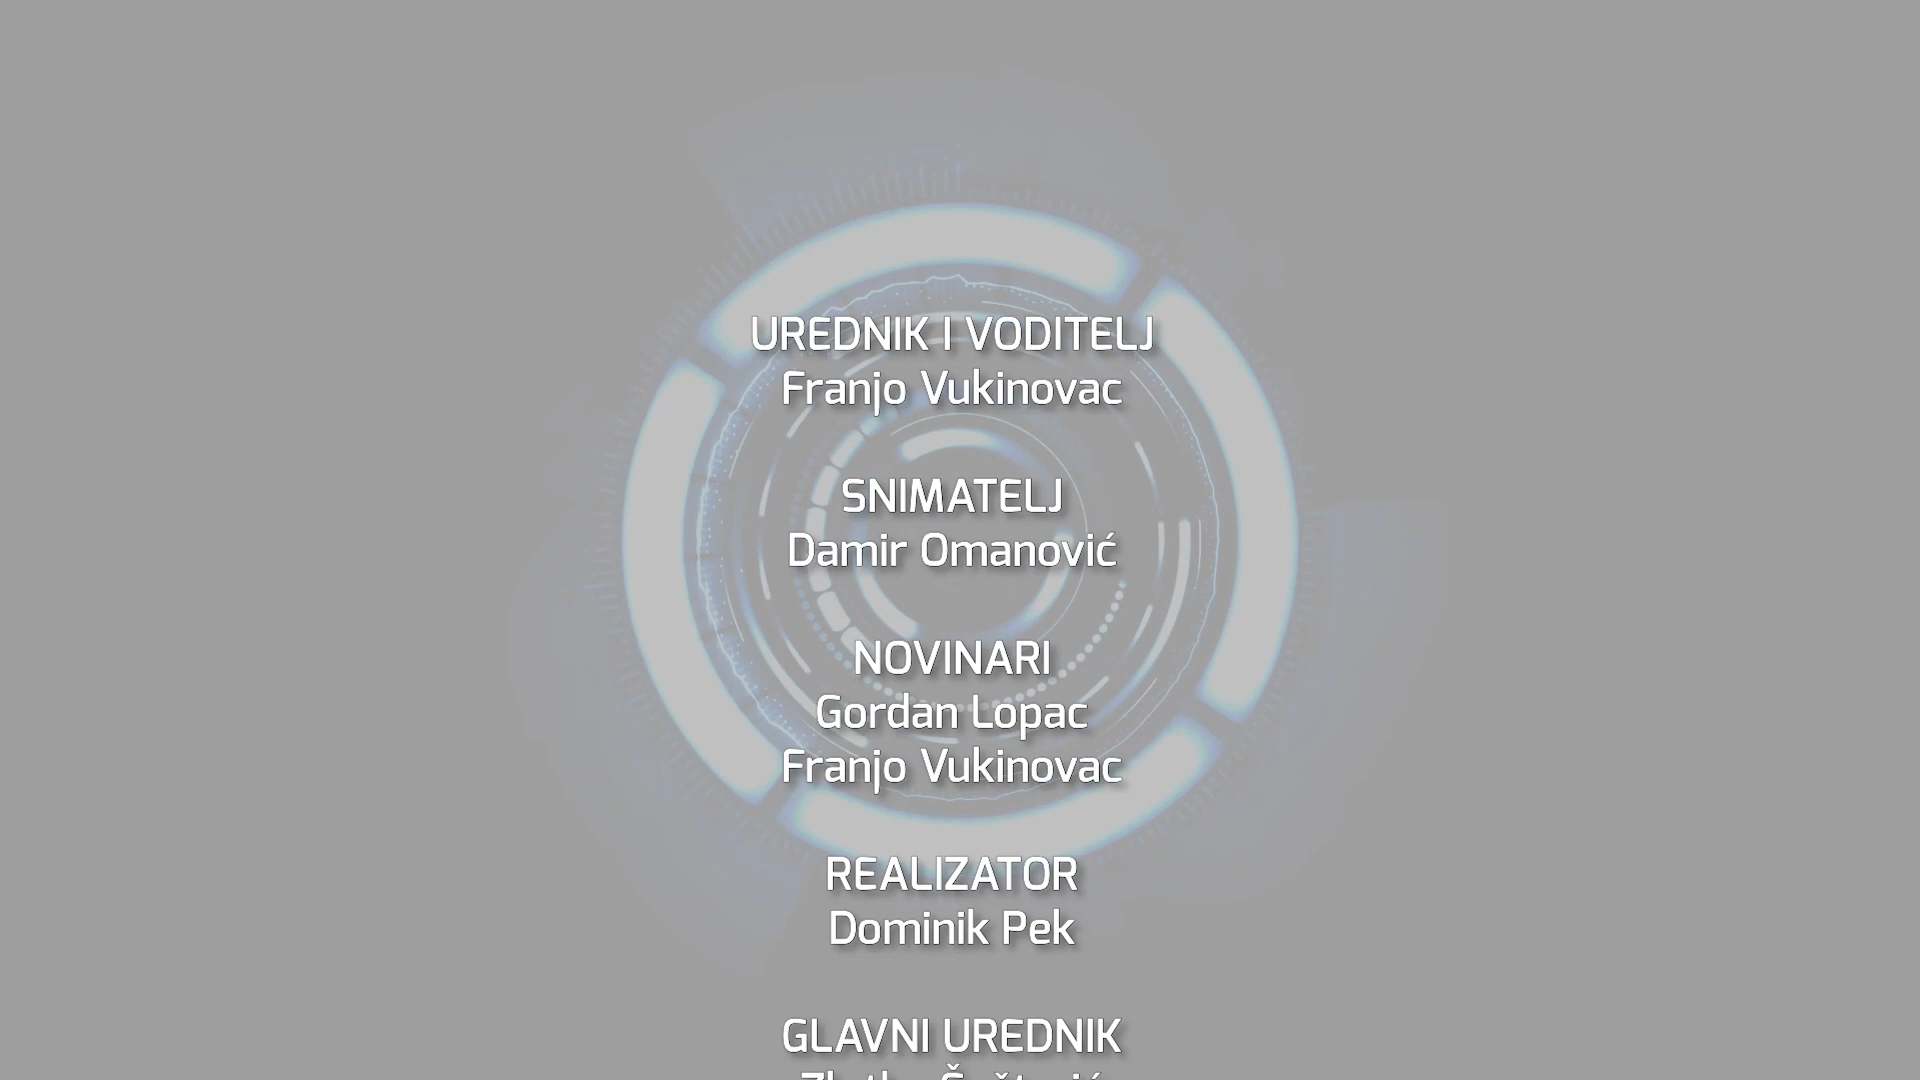 UREDNIK I VODITELJ
Franjo Vukinovac
SNIMATELJ
Damir Omanović
NOVINARI
Gordan Lopac
Franjo Vukinovac
REALIZATOR
Dominik Pek
GLAVNI UREDNIK